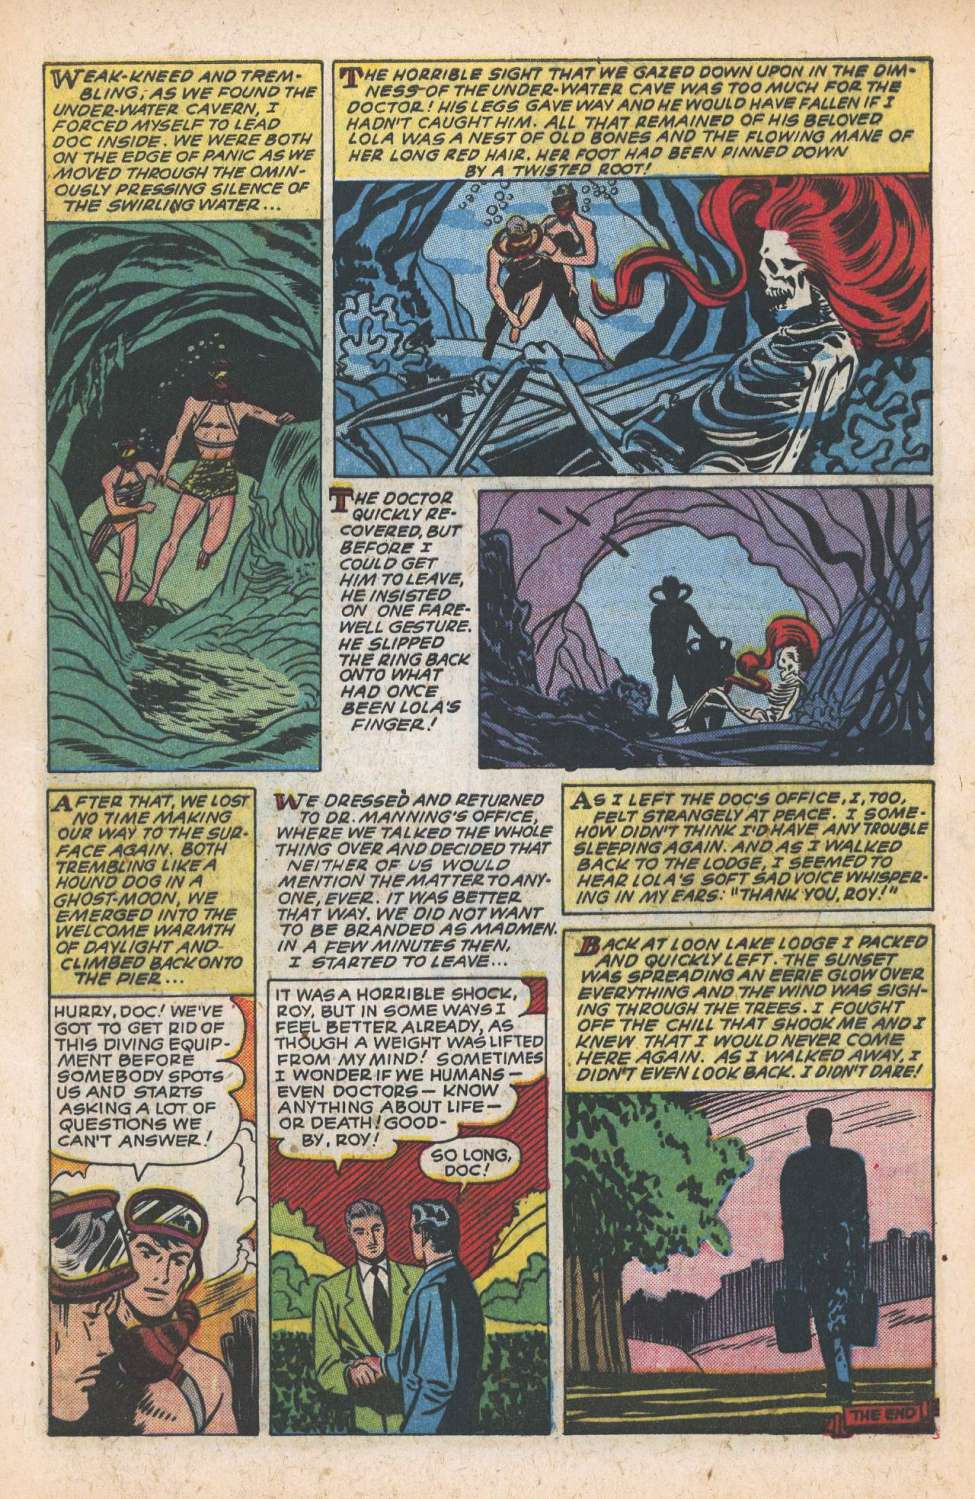 WEAK-KNEED AND TREM-
BLING, AS WE FOUND THE
UNDER-WATER CAVERN, I
FORCED MYSELF TO LEAD
DOC INSIDE. WE WERE BOTH
ON THE EDGE OF PANIC AS WE
MOVED THROUGH THE OMIN-
OUSLY PRESSING SILENCE OF
THE SWIRLING WATER...
THE HORRIBLE SIGHT THAT WE GAZED DOWN UPON IN THE DIM-
NESS OF THE UNDER-WATER CAVE WAS TOO MUCH FOR THE
DOCTOR! HIS LEGS GAVE WAY AND HE WOULD HAVE FALLEN IF I
HADN'T CAUGHT HIM. ALL THAT REMAINED OF HIS BELOVED
LOLA WAS A NEST OF OLD BONES AND THE FLOWING MANE OF
HER LONG RED HAIR. HER FOOT HAD BEEN PINNED DOWN
BY A TWISTED ROOT!
THE DOCTOR
QUICKLY RE-
COVERED, BUT
BEFORE I
COULD GET
HIM TO LEAVE,
HE INSISTED
ON ONE FARE-
WELL GESTURE.
HE SLIPPED
THE RING BACK
ONTO WHAT
HAD ONCE
BEEN LOLA'S
FINGER!
AFTER THAT, WE LOST
NO TIME MAKING
OUR WAY TO THE SUR-
FACE AGAIN. BOTH
TREMBLING LIKE A
HOUND DOG IN A
GHOST-MOON, WE
EMERGED INTO THE
WELCOME WARMTH
OF DAYLIGHT AND
CLIMBED BACK ONTO
THE PIER...
HURRY, DOC! WE'VE
GOT TO GET RID OF
THIS DIVING EQUIP-
MENT BEFORE
SOMEBODY SPOTS
US AND STARTS
ASKING A LOT OF
QUESTIONS WE
CAN'T ANSWER!
WE DRESSED AND RETURNED
TO DR. MANNING'S OFFICE,
WHERE WE TALKED THE WHOLE
THING OVER AND DECIDED THAT
NEITHER OF US WOULD
MENTION THE MATTER TO ANY-
ONE, EVER. IT WAS BETTER
THAT WAY. WE DID NOT WANT
TO BE BRANDED AS MADMEN.
IN A FEW MINUTES THEN,
I STARTED TO LEAVE...
IT WAS A HORRIBLE SHOCK,
ROY, BUT IN SOME WAYS I
FEEL BETTER ALREADY, AS
THOUGH A WEIGHT WAS LIFTED
FROM MY MIND! SOMETIMES
I WONDER IF WE HUMANS —
EVEN DOCTORS — KNOW
ANYTHING ABOUT LIFE —
OR DEATH! GOOD-
BY, ROY!
SO LONG,
DOC!
AS I LEFT THE DOC'S OFFICE, I, TOO,
FELT STRANGELY AT PEACE. I SOME-
HOW DIDN'T THINK I'D HAVE ANY TROUBLE
SLEEPING AGAIN. AND AS I WALKED
BACK TO THE LODGE, I SEEMED TO
HEAR LOLA'S SOFT SAD VOICE WHISPER-
ING IN MY EARS: "THANK YOU, ROY!"
BACK AT LOON LAKE LODGE I PACKED
AND QUICKLY LEFT. THE SUNSET
WAS SPREADING AN EERIE GLOW OVER
EVERYTHING AND THE WIND WAS SIGH-
ING THROUGH THE TREES. I FOUGHT
OFF THE CHILL THAT SHOOK ME AND I
KNEW THAT I WOULD NEVER COME
HERE AGAIN. AS I WALKED AWAY, I
DIDN'T EVEN LOOK BACK. I DIDN'T DARE!
THE END